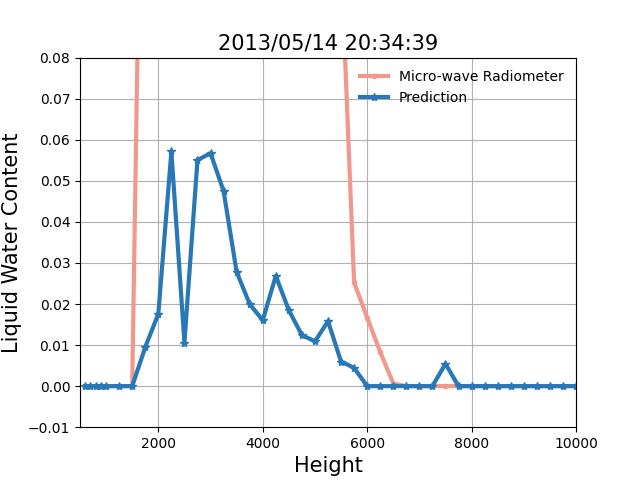 2013/05/14 20:34:39
Liquid Water Content
0.08
0.07
0.06
0.05
0.04
0.03
0.02
0.01
0.00
−0.01
Micro-wave Radiometer
Prediction
2000 4000 6000 8000 10000
Height